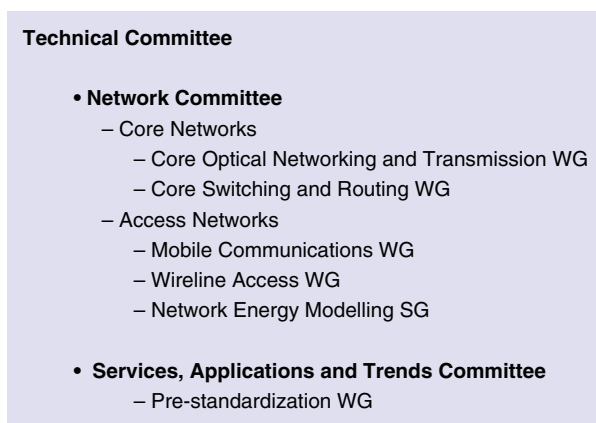 Technical Committee
• Network Committee
– Core Networks
– Core Optical Networking and Transmission WG
– Core Switching and Routing WG
– Access Networks
– Mobile Communications WG
– Wireline Access WG
– Network Energy Modelling SG
• Services, Applications and Trends Committee
– Pre-standardization WG